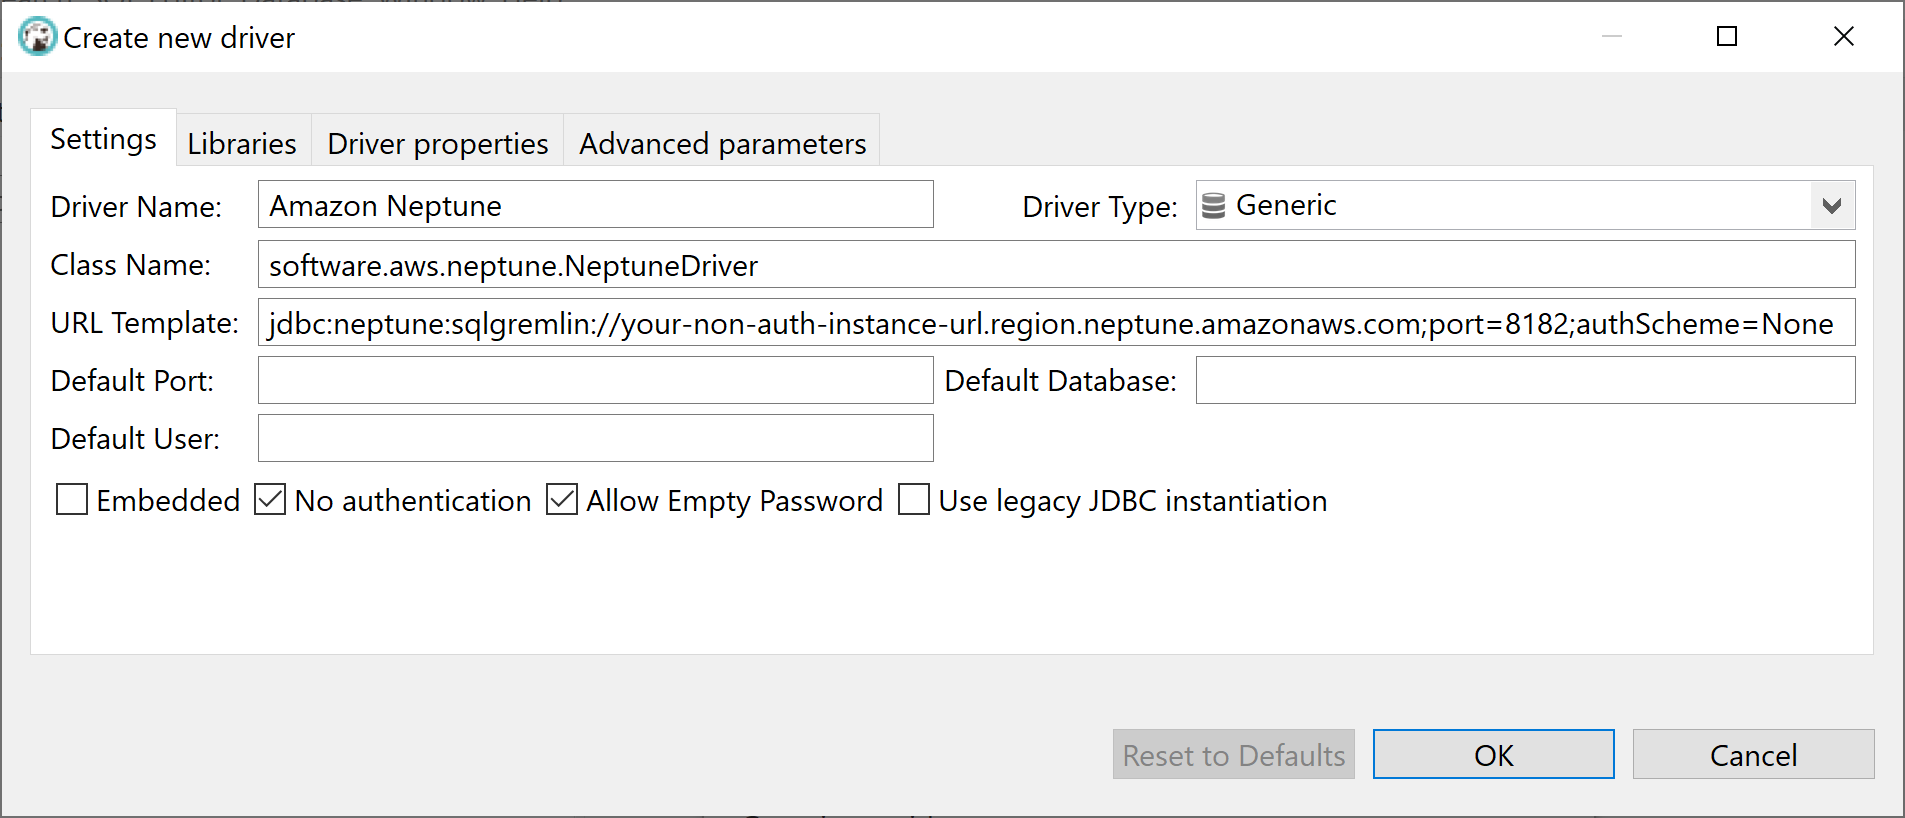 Create new driver
Settings Libraries Driver properties Advanced parameters
Driver Name: Amazon Neptune Driver Type: Generic
Class Name: software.aws.neptune.NeptuneDriver
URL Template: jdbc:neptune:sqlgremlin://your-non-auth-instance-url.region.neptune.amazonaws.com;port=8182;authScheme=None
Default Port: Default Database:
Default User:
Embedded No authentication Allow Empty Password Use legacy JDBC instantiation
Reset to Defaults OK Cancel